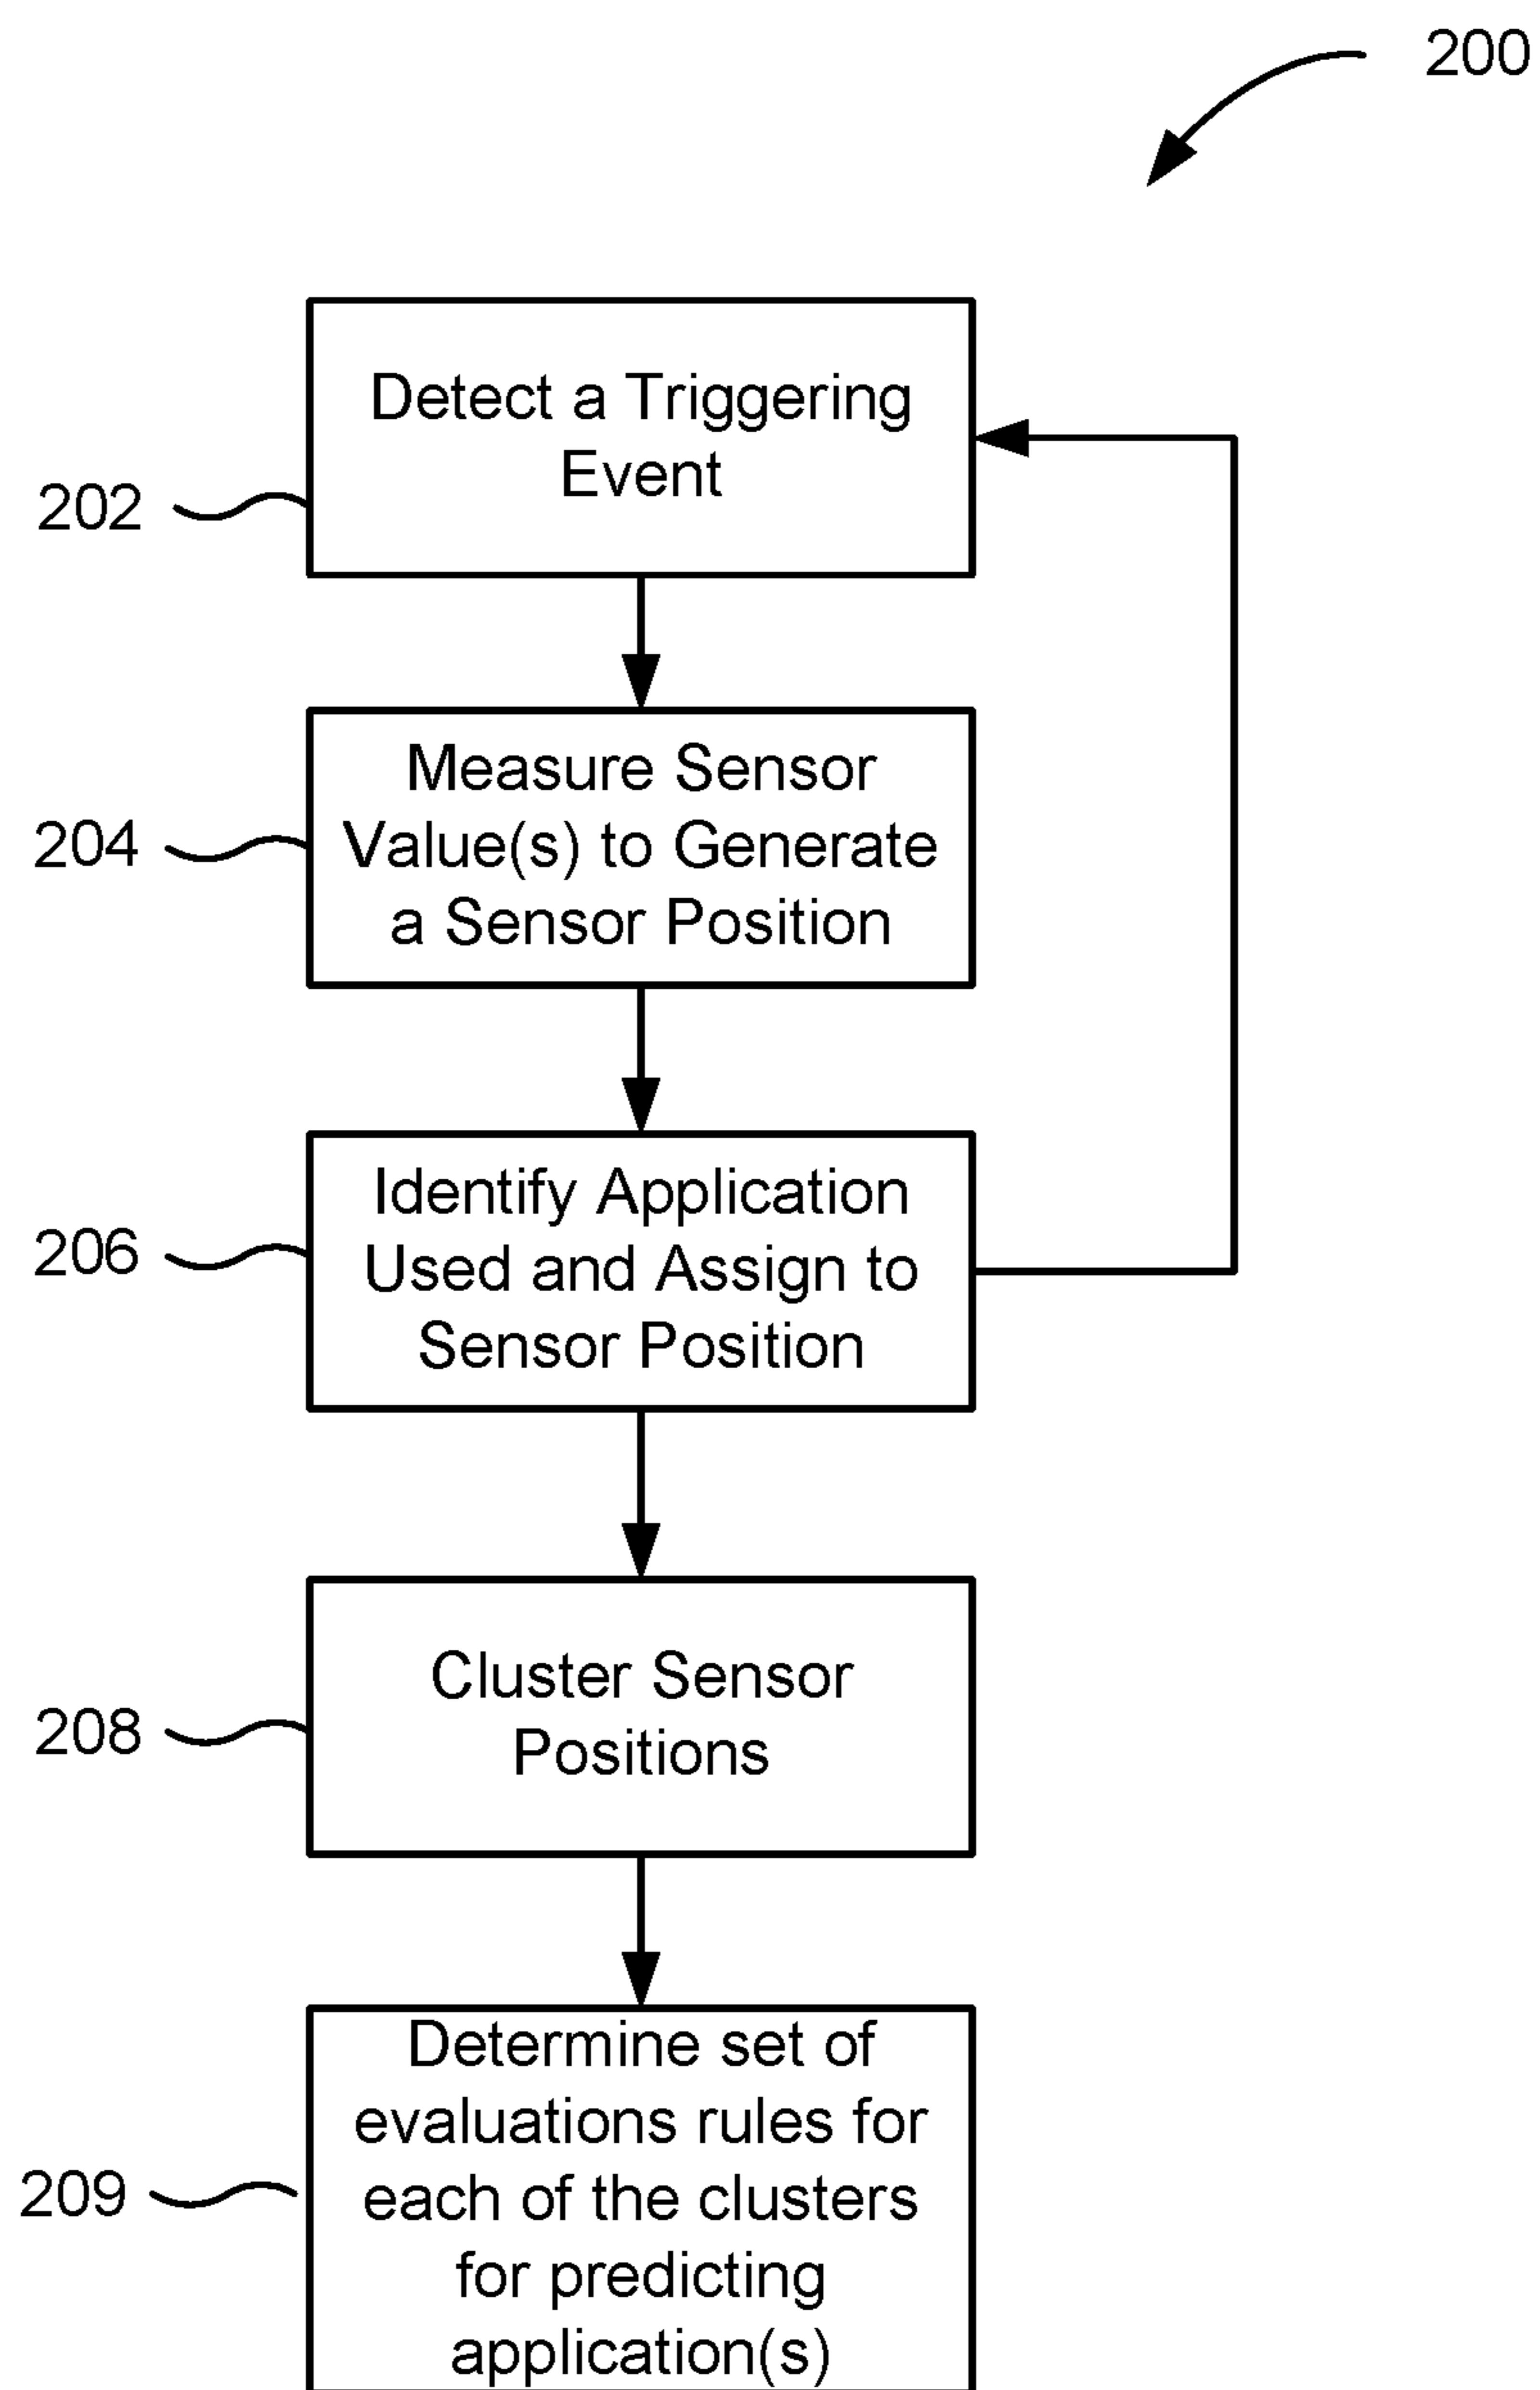 200
Detect a Triggering
Event
202
Measure Sensor
Value(s) to Generate
a Sensor Position
204
Identify Application
Used and Assign to
Sensor Position
206
Cluster Sensor
Positions
208
Determine set of
evaluations rules for
each of the clusters
for predicting
application(s)
209